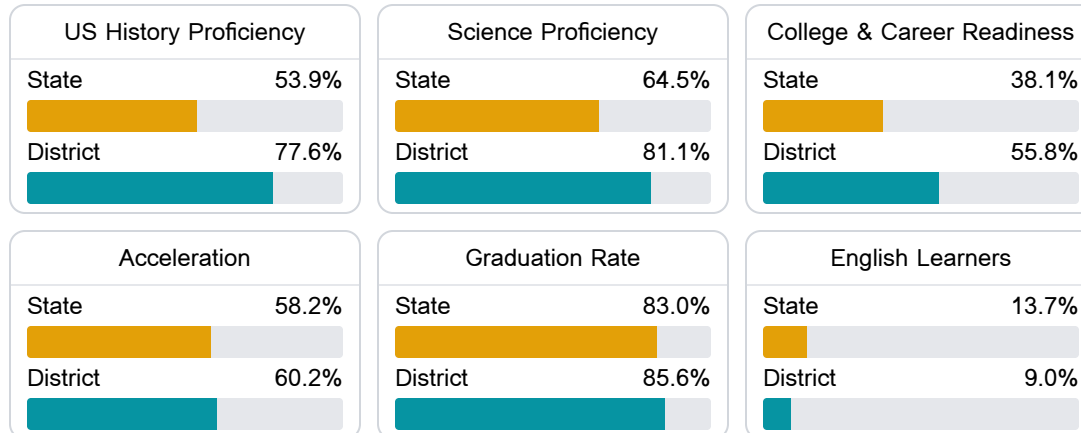 US History Proficiency
State 53.9%
District 77.6%
Science Proficiency
State 64.5%
District 81.1%
College & Career Readiness
State 38.1%
District 55.8%
Acceleration
State 58.2%
District 60.2%
Graduation Rate
State 83.0%
District 85.6%
English Learners
State 13.7%
District 9.0%